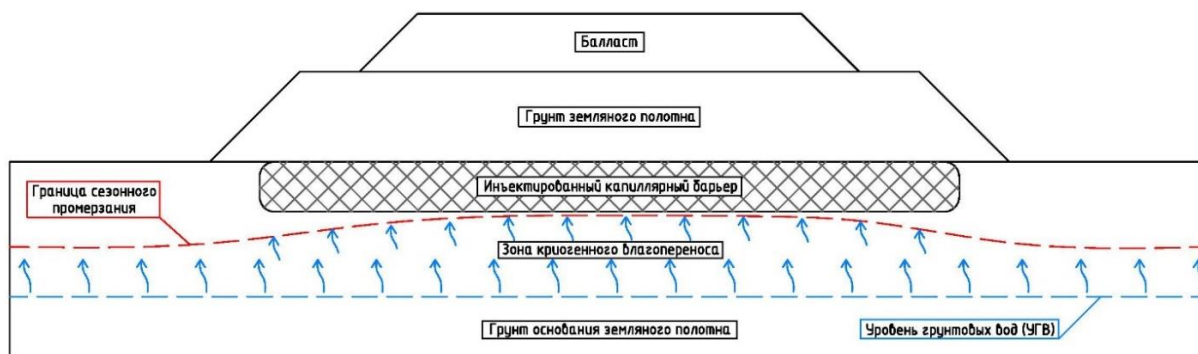 Балласт
Грунт земляного полотна
Инъектированный капиллярный барьер
Граница сезонного
промерзания
Зона криогенного влагопереноса
Грунт основания земляного полотна
Уровень грунтовых вод (УГВ)